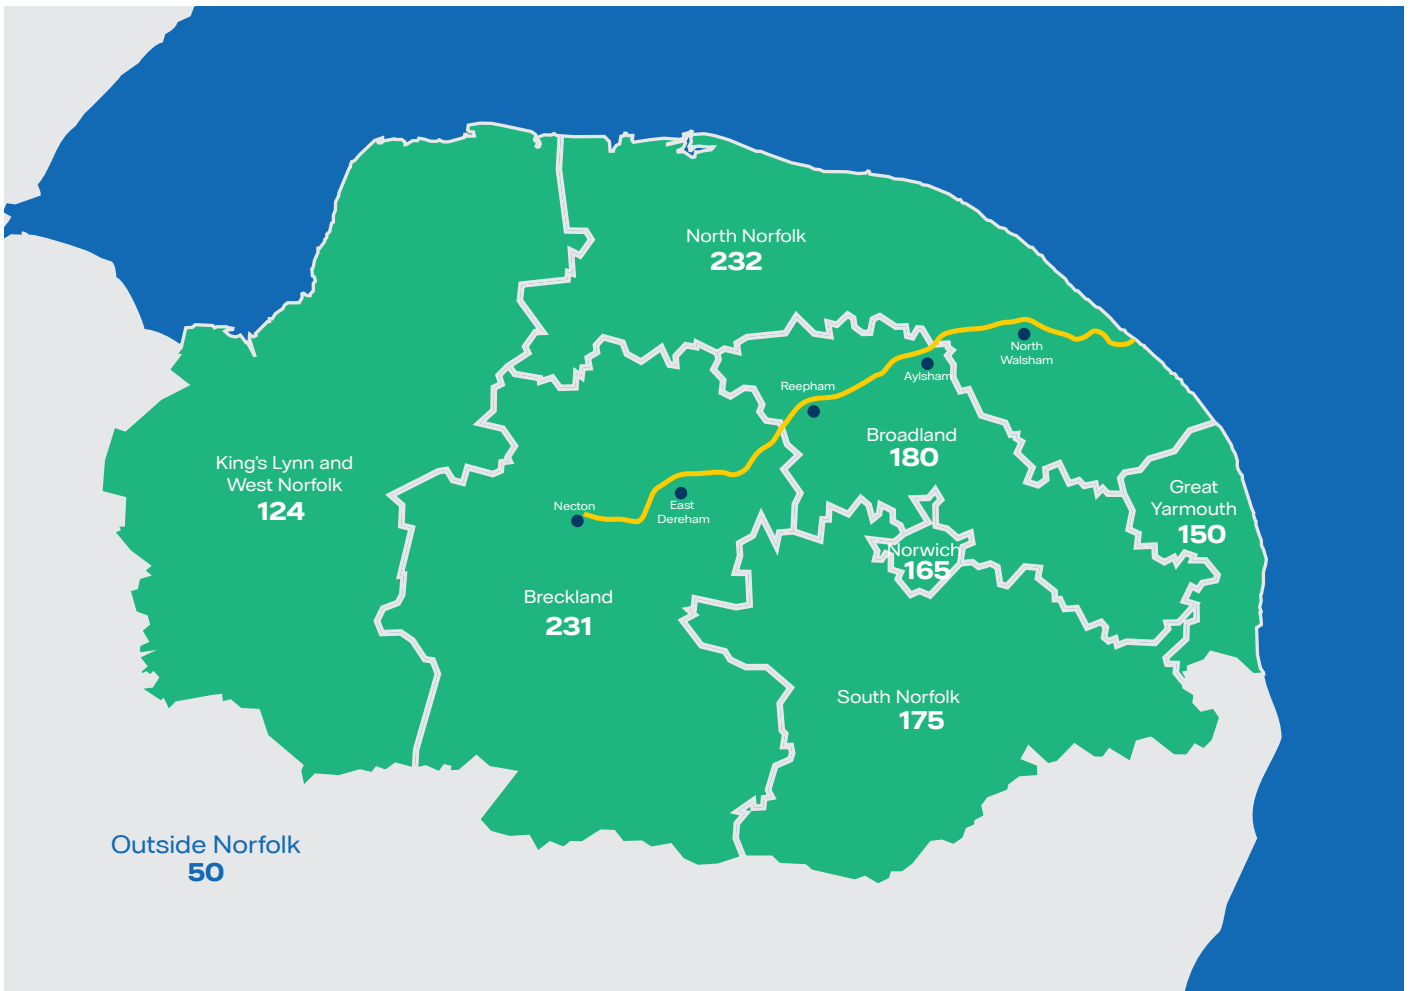 North Norfolk
232
North
Walsham
Aylsham
Reepham
Broadland
180
King's Lynn and
West Norfolk
124
Great
Yarmouth
150
Necton
East
Dereham
Norwich
165
Breckland
231
South Norfolk
175
Outside Norfolk
50